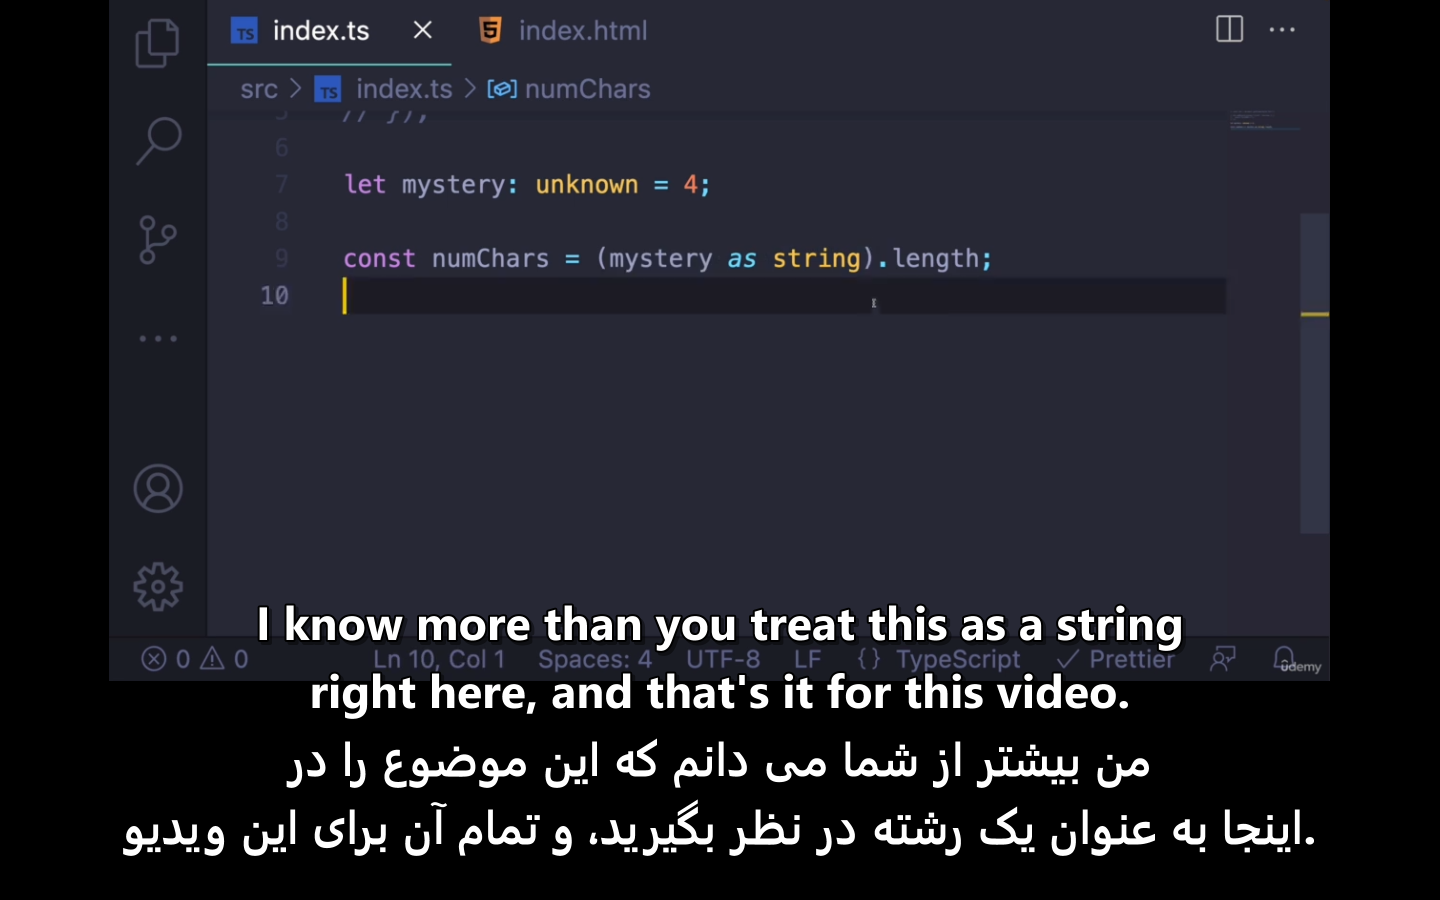 index.ts
index.html
src > index.ts > numChars
5 // });
6
7 let mystery: unknown = 4;
8
9 const numChars = (mystery as string).length;
10
I know more than you treat this as a string
0 0 Ln 10, Col 1 Spaces: 4 UTF-8 LF {} TypeScript Prettier
udemy
right here, and that's it for this video.
من بیشتر از شما می دانم که این موضوع را در
اینجا به عنوان یک رشته در نظر بگیرید، و تمام آن برای این ویدیو.